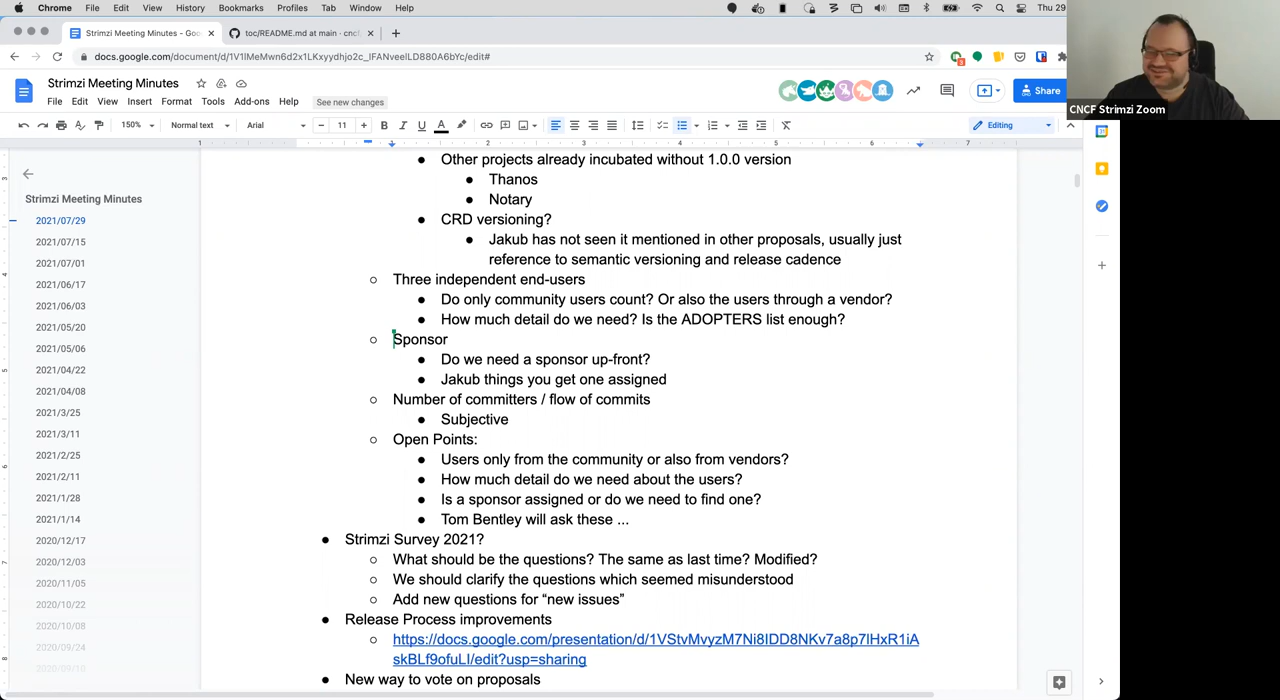 Chrome File Edit View History Bookmarks Profiles Tab Window Help Thu 29
Strimzi Meeting Minutes - Goo
toc/README.md at main · cncf
docs.google.com/document/d/1V1lMeMwn6d2x1LKxyydhjo2c_IFANveelLD880A6bYc/edit#
Strimzi Meeting Minutes
File Edit View Insert Format Tools Add-ons Help See new changes
Share
CNCF Strimzi Zoom
150% Normal text Arial 11 Editing
1 2 3 4 5 6 7
Strimzi Meeting Minutes
2021/07/29
2021/07/15
2021/07/01
2021/06/17
2021/06/03
2021/05/20
2021/05/06
2021/04/22
2021/04/08
2021/3/25
2021/3/11
2021/2/25
2021/2/11
2021/1/28
2021/1/14
2020/12/17
2020/12/03
2020/11/05
2020/10/22
2020/10/08
2020/09/24
2020/09/10
Other projects already incubated without 1.0.0 version
Thanos
Notary
CRD versioning?
Jakub has not seen it mentioned in other proposals, usually just
reference to semantic versioning and release cadence
Three independent end-users
Do only community users count? Or also the users through a vendor?
How much detail do we need? Is the ADOPTERS list enough?
Sponsor
Do we need a sponsor up-front?
Jakub things you get one assigned
Number of committers / flow of commits
Subjective
Open Points:
Users only from the community or also from vendors?
How much detail do we need about the users?
Is a sponsor assigned or do we need to find one?
Tom Bentley will ask these ...
Strimzi Survey 2021?
What should be the questions? The same as last time? Modified?
We should clarify the questions which seemed misunderstood
Add new questions for “new issues”
Release Process improvements
https://docs.google.com/presentation/d/1VStvMvyzM7Ni8IDD8NKv7a8p7lHxR1iA
skBLf9ofuLI/edit?usp=sharing
New way to vote on proposals